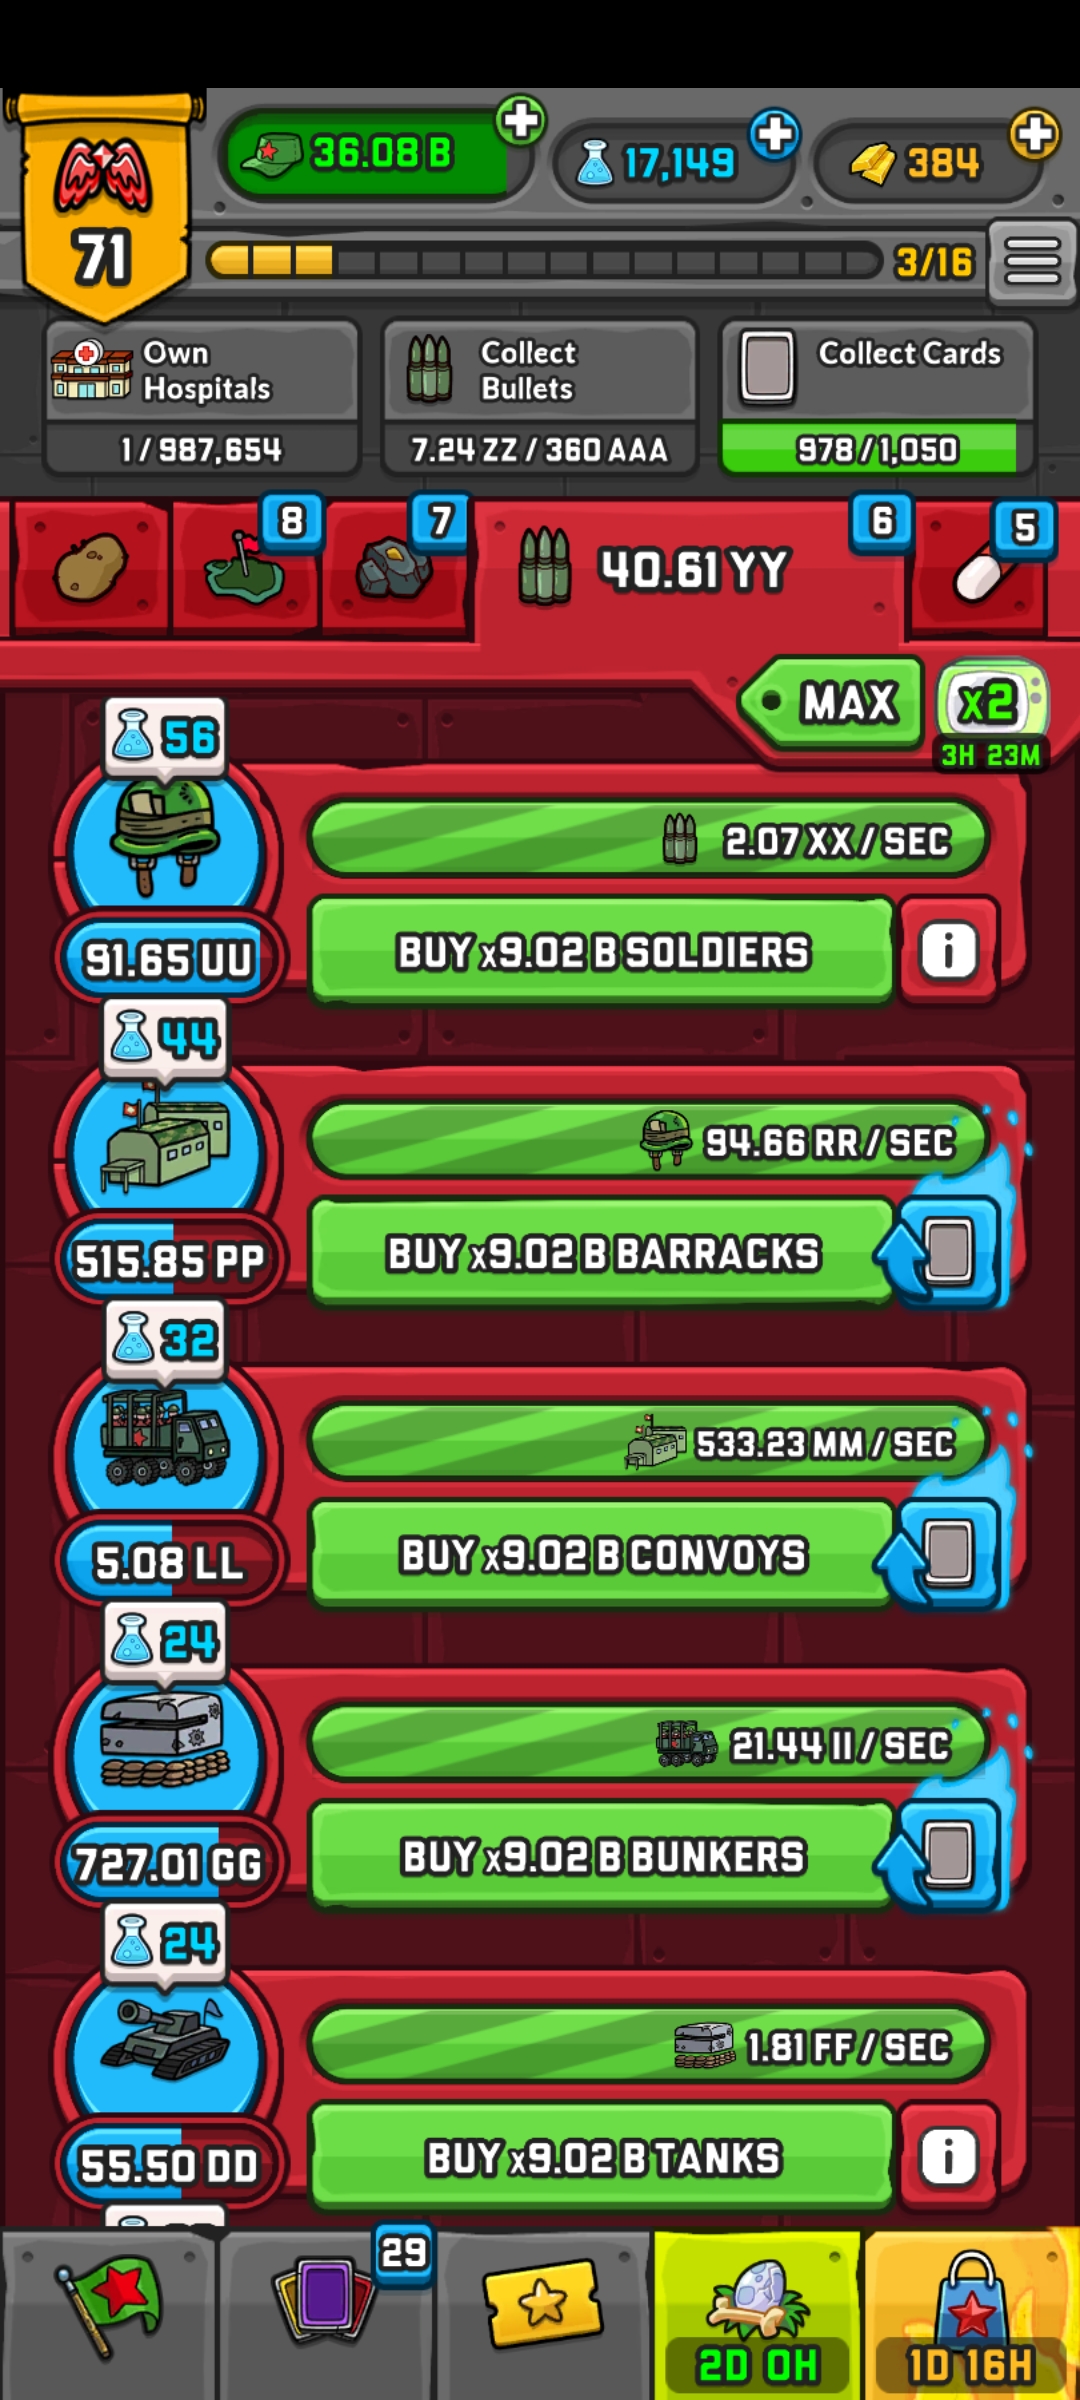 71
36.08 B
17,149
384
3/16
Own
Hospitals
1 / 987,654
Collect
Bullets
7.24 ZZ / 360 AAA
Collect Cards
978 / 1,050
8
7
40.61 YY
6
5
MAX
x2
3H 23M
56
2.07 XX / SEC
91.65 UU
BUY x9.02 B SOLDIERS
i
44
94.66 RR / SEC
515.85 PP
BUY x9.02 B BARRACKS
32
533.23 MM / SEC
5.08 LL
BUY x9.02 B CONVOYS
24
21.44 II / SEC
727.01 GG
BUY x9.02 B BUNKERS
24
1.81 FF / SEC
55.50 DD
BUY x9.02 B TANKS
i
29
2D 0H
1D 16H